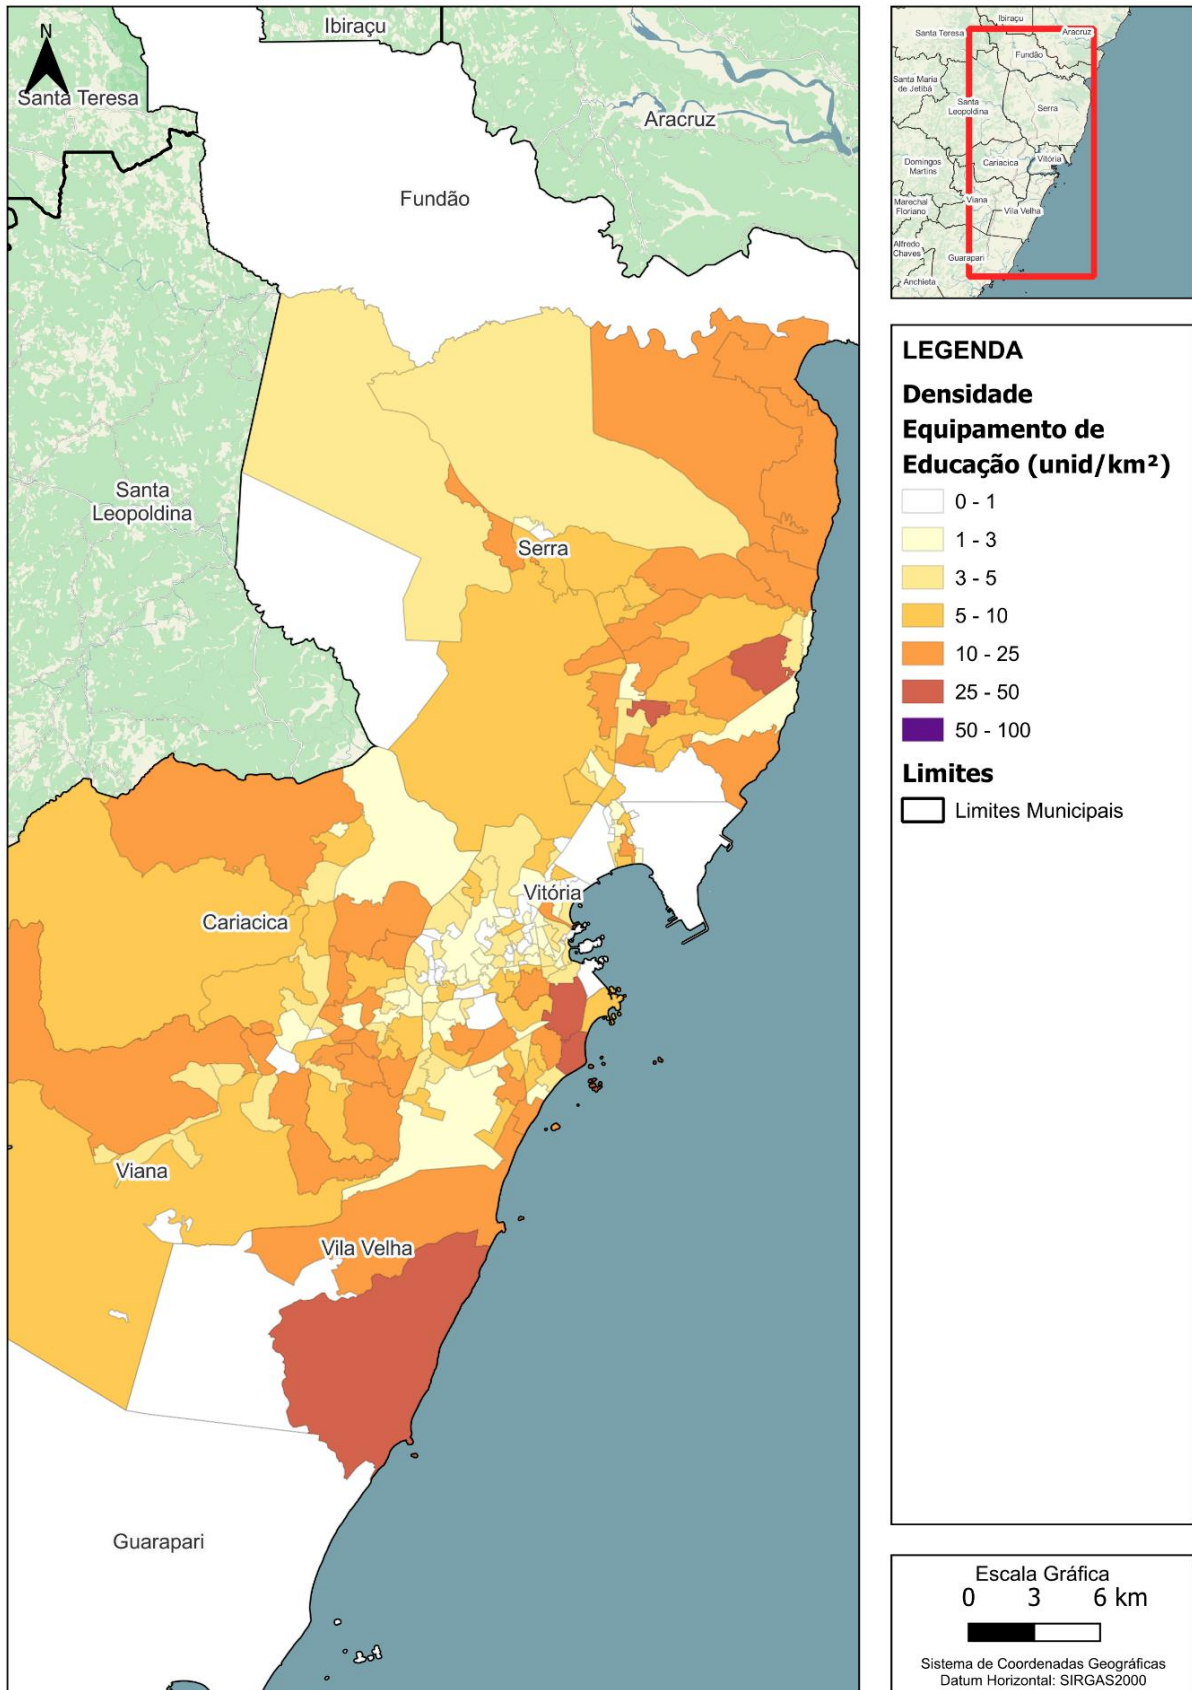 N
Ibiraçu
Santa Teresa
Aracruz
Fundão
Santa
Leopoldina
Serra
Vitória
Cariacica
Viana
Vila Velha
Guarapari
Ibiraçu
Santa Teresa
Aracruz
Fundão
Santa Maria
de Jetibá
Santa
Leopoldina
Serra
Domingos
Martins
Cariacica
Vitória
Marechal
Floriano
Viana
Vila Velha
Alfredo
Chaves
Guarapari
Anchieta
LEGENDA
Densidade
Equipamento de
Educação (unid/km²)
0 - 1
1 - 3
3 - 5
5 - 10
10 - 25
25 - 50
50 - 100
Limites
Limites Municipais
Escala Gráfica
0 3 6 km
Sistema de Coordenadas Geográficas
Datum Horizontal: SIRGAS2000